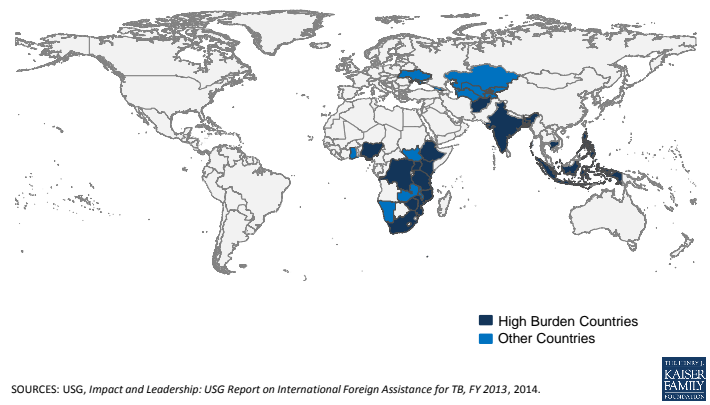 High Burden Countries
Other Countries
SOURCES: USG, Impact and Leadership: USG Report on International Foreign Assistance for TB, FY 2013, 2014.
THE HENRY J.
KAISER
FAMILY
FOUNDATION